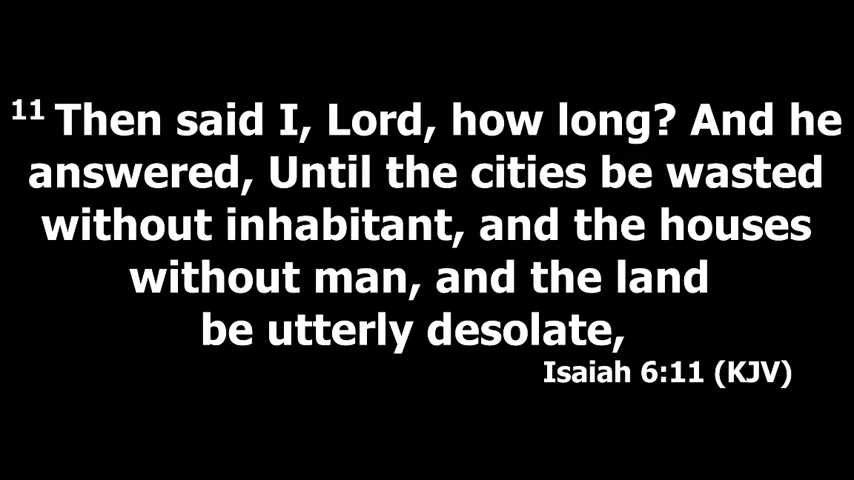 11 Then said I, Lord, how long? And he
answered, Until the cities be wasted
without inhabitant, and the houses
without man, and the land
be utterly desolate,
Isaiah 6:11 (KJV)